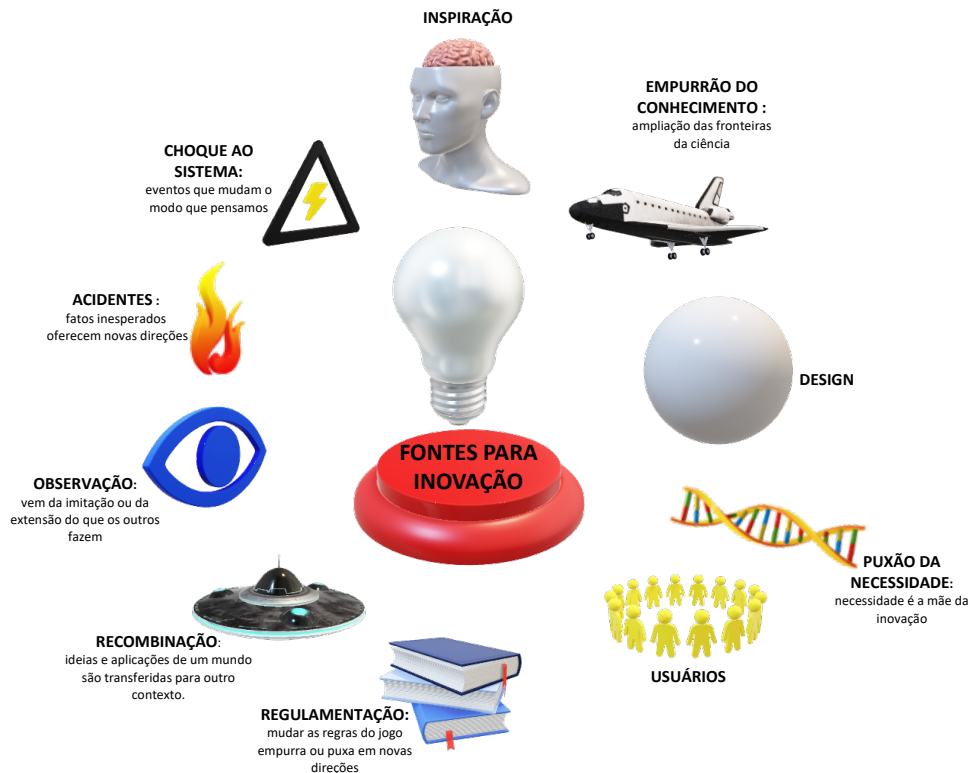 INSPIRAÇÃO
EMPURRÃO DO
CONHECIMENTO :
ampliação das fronteiras
da ciência
CHOQUE AO
SISTEMA:
eventos que mudam o
modo que pensamos
ACIDENTES :
fatos inesperados
oferecem novas direções
DESIGN
FONTES PARA
INOVAÇÃO
OBSERVAÇÃO:
vem da imitação ou da
extensão do que os outros
fazem
PUXÃO DA
NECESSIDADE:
necessidade é a mãe da
inovação
RECOMBINAÇÃO:
ideias e aplicações de um mundo
são transferidas para outro
contexto.
USUÁRIOS
REGULAMENTAÇÃO:
mudar as regras do jogo
empurra ou puxa em novas
direções